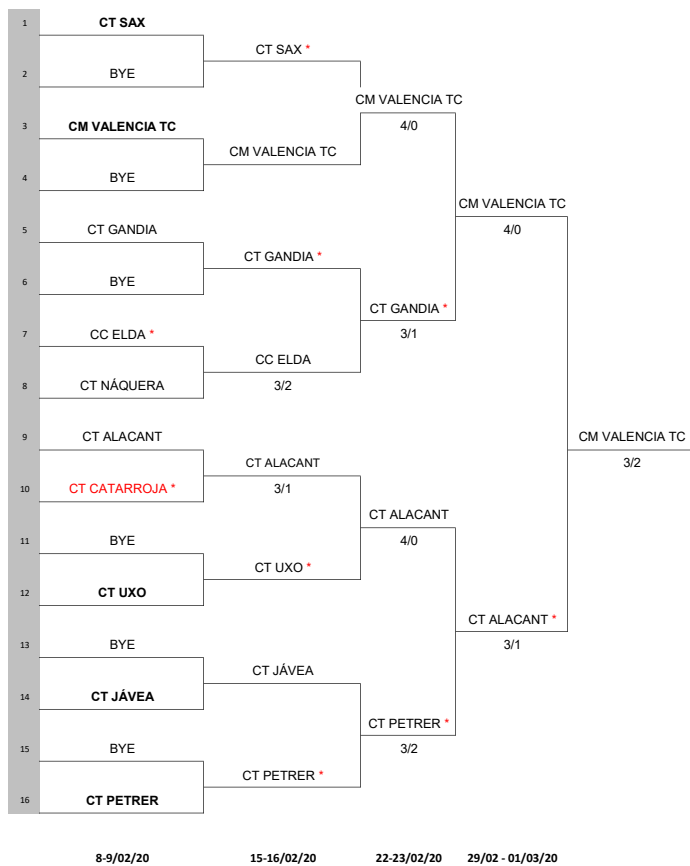 1 CT SAX
CT SAX *
2 BYE
CM VALENCIA TC
3 CM VALENCIA TC
4/0
CM VALENCIA TC
4 BYE
CM VALENCIA TC
5 CT GANDIA
4/0
CT GANDIA *
6 BYE
CT GANDIA *
7 CC ELDA *
3/1
CC ELDA
8 CT NÁQUERA
3/2
9 CT ALACANT
CM VALENCIA TC
CT ALACANT
3/2
10 CT CATARROJA *
3/1
CT ALACANT
11 BYE
4/0
CT UXO *
12 CT UXO
CT ALACANT *
13 BYE
3/1
CT JÁVEA
14 CT JÁVEA
CT PETRER *
15 BYE
3/2
CT PETRER *
16 CT PETRER
8-9/02/20 15-16/02/20 22-23/02/20 29/02 - 01/03/20